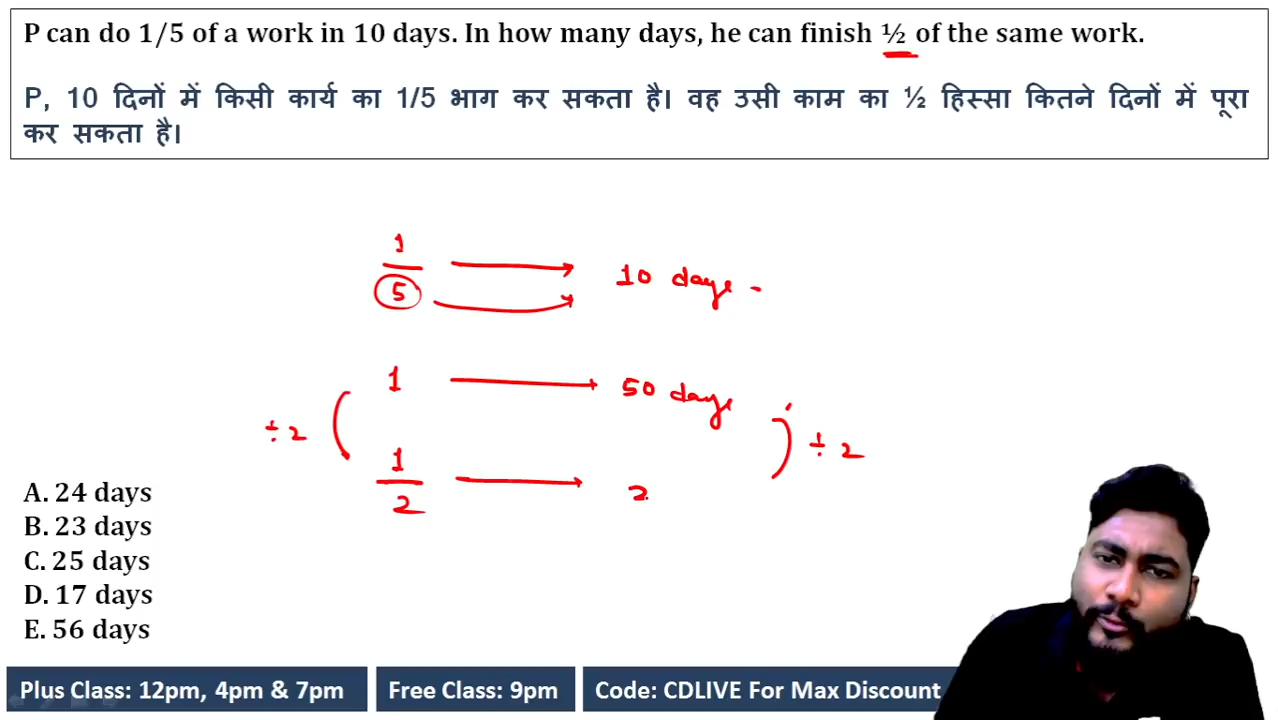 P can do 1/5 of a work in 10 days. In how many days, he can finish ½ of the same work.
P, 10 दिनों में किसी कार्य का 1/5 भाग कर सकता है। वह उसी काम का ½ हिस्सा कितने दिनों में पूरा
कर सकता है।
1/5 → 10 days -
1 → 50 days
÷2 ÷2
1/2 → 2
A. 24 days
B. 23 days
C. 25 days
D. 17 days
E. 56 days
Plus Class: 12pm, 4pm & 7pm Free Class: 9pm Code: CDLIVE For Max Discount